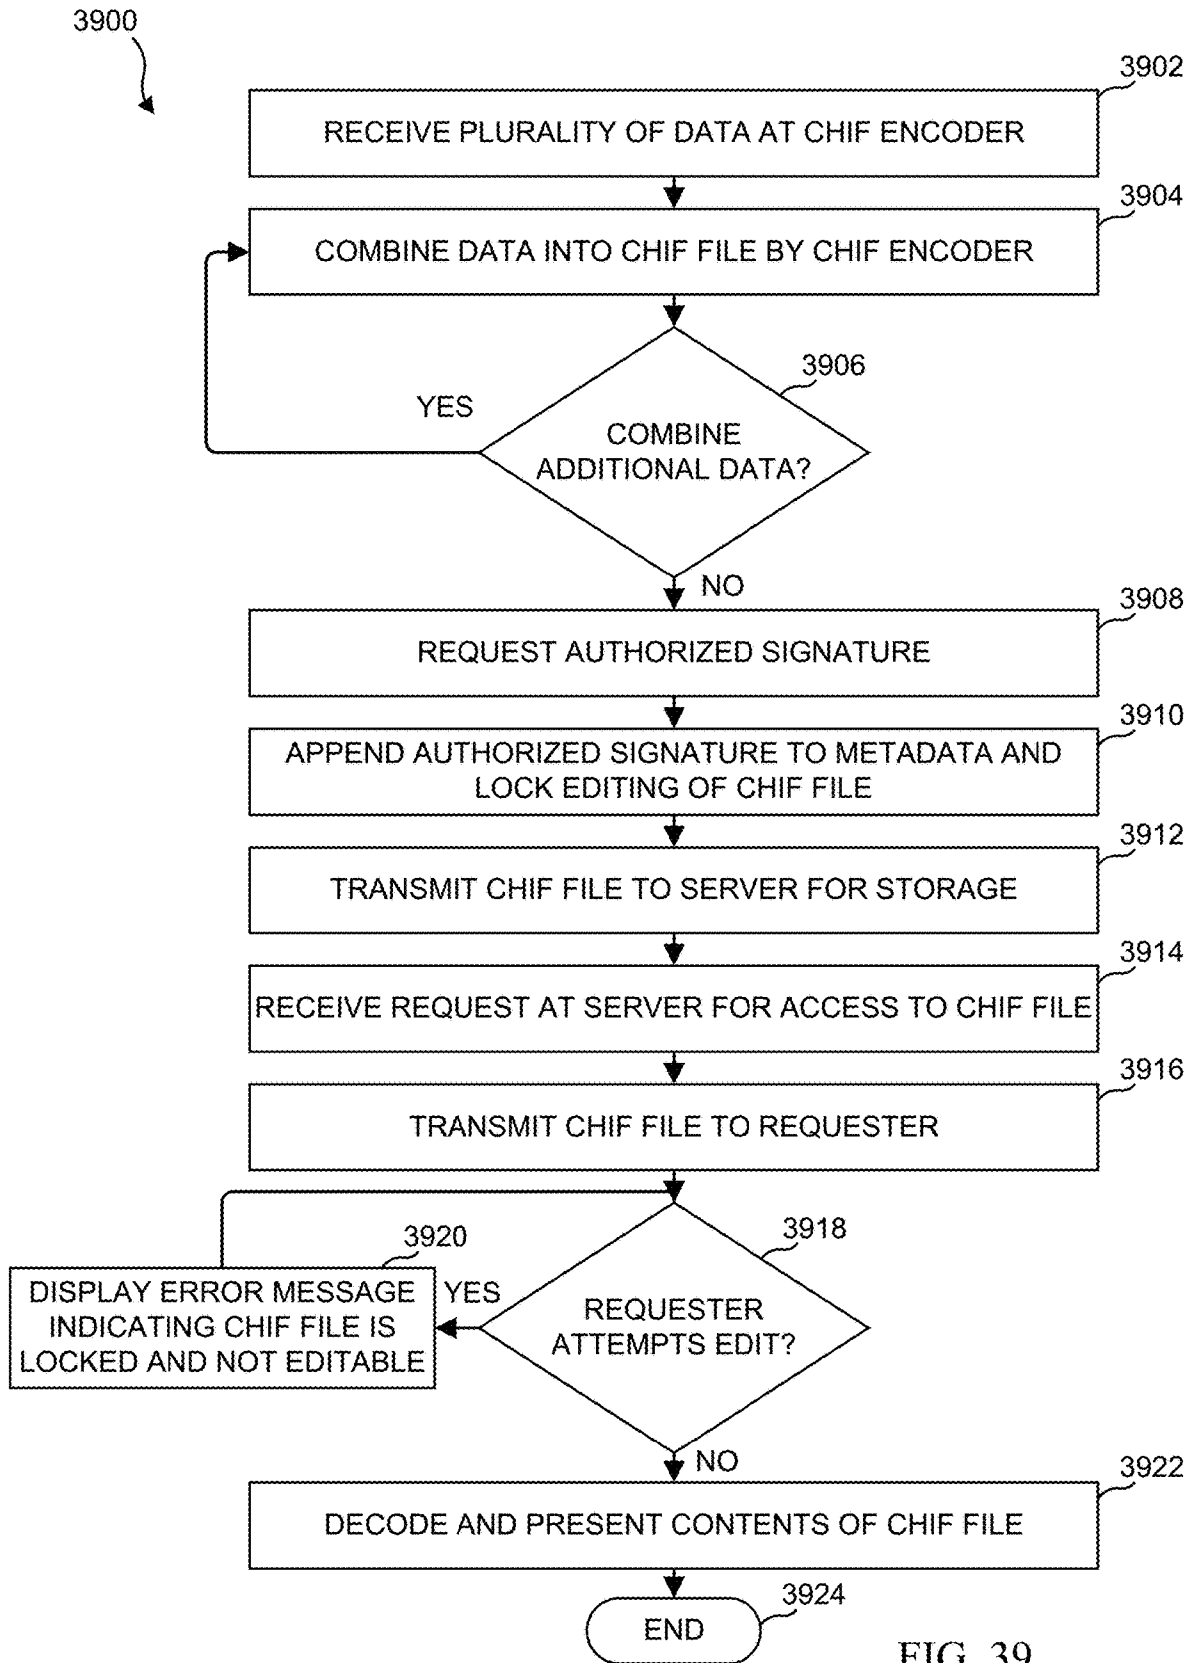 3900
3902
RECEIVE PLURALITY OF DATA AT CHIF ENCODER
3904
COMBINE DATA INTO CHIF FILE BY CHIF ENCODER
3906
YES
COMBINE
ADDITIONAL DATA?
NO
3908
REQUEST AUTHORIZED SIGNATURE
3910
APPEND AUTHORIZED SIGNATURE TO METADATA AND
LOCK EDITING OF CHIF FILE
3912
TRANSMIT CHIF FILE TO SERVER FOR STORAGE
3914
RECEIVE REQUEST AT SERVER FOR ACCESS TO CHIF FILE
3916
TRANSMIT CHIF FILE TO REQUESTER
3918
3920
YES
DISPLAY ERROR MESSAGE
INDICATING CHIF FILE IS
LOCKED AND NOT EDITABLE
REQUESTER
ATTEMPTS EDIT?
NO
3922
DECODE AND PRESENT CONTENTS OF CHIF FILE
3924
END
FIG. 39